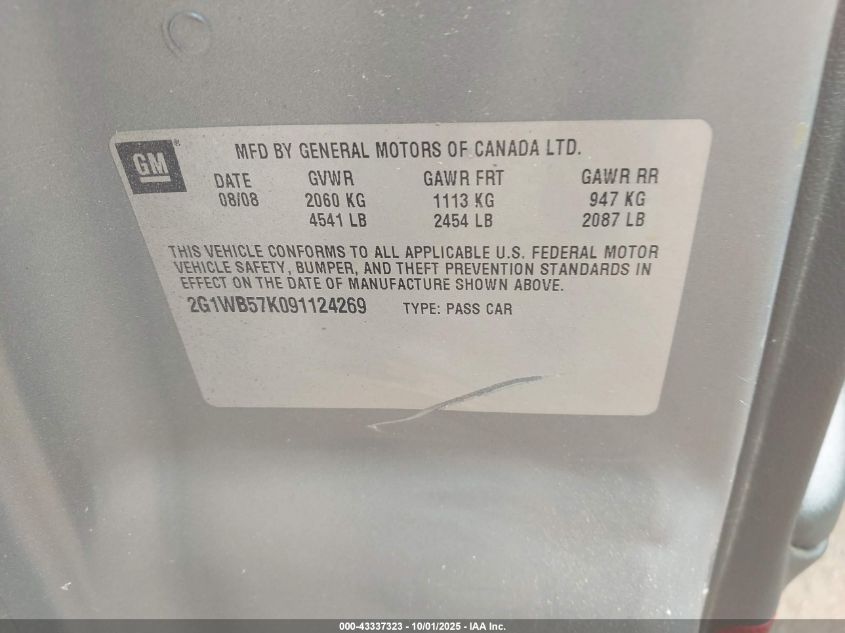 GM®
MFD BY GENERAL MOTORS OF CANADA LTD.
DATE GVWR GAWR FRT GAWR RR
08/08 2060 KG 1113 KG 947 KG
4541 LB 2454 LB 2087 LB
THIS VEHICLE CONFORMS TO ALL APPLICABLE U.S. FEDERAL MOTOR
VEHICLE SAFETY, BUMPER, AND THEFT PREVENTION STANDARDS IN
EFFECT ON THE DATE OF MANUFACTURE SHOWN ABOVE.
2G1WB57K091124269 TYPE: PASS CAR
000-43337323 - 10/01/2025 - IAA Inc.